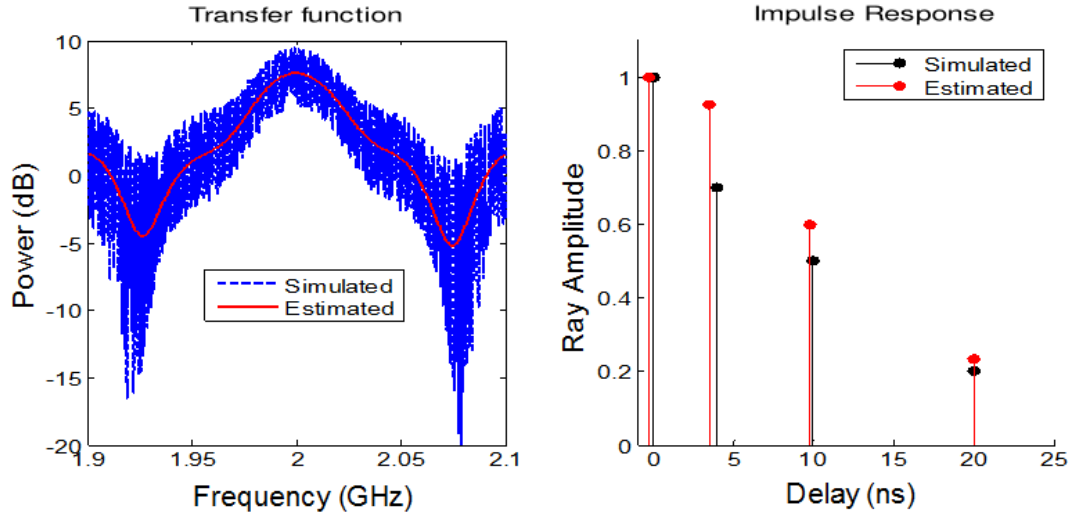 Transfer function
Power (dB)
10
5
0
-5
-10
-15
-20
Simulated
Estimated
1.9
1.95
2
2.05
2.1
Frequency (GHz)
Impulse Response
Ray Amplitude
1
0.8
0.6
0.4
0.2
0
Simulated
Estimated
0
5
10
15
20
25
Delay (ns)